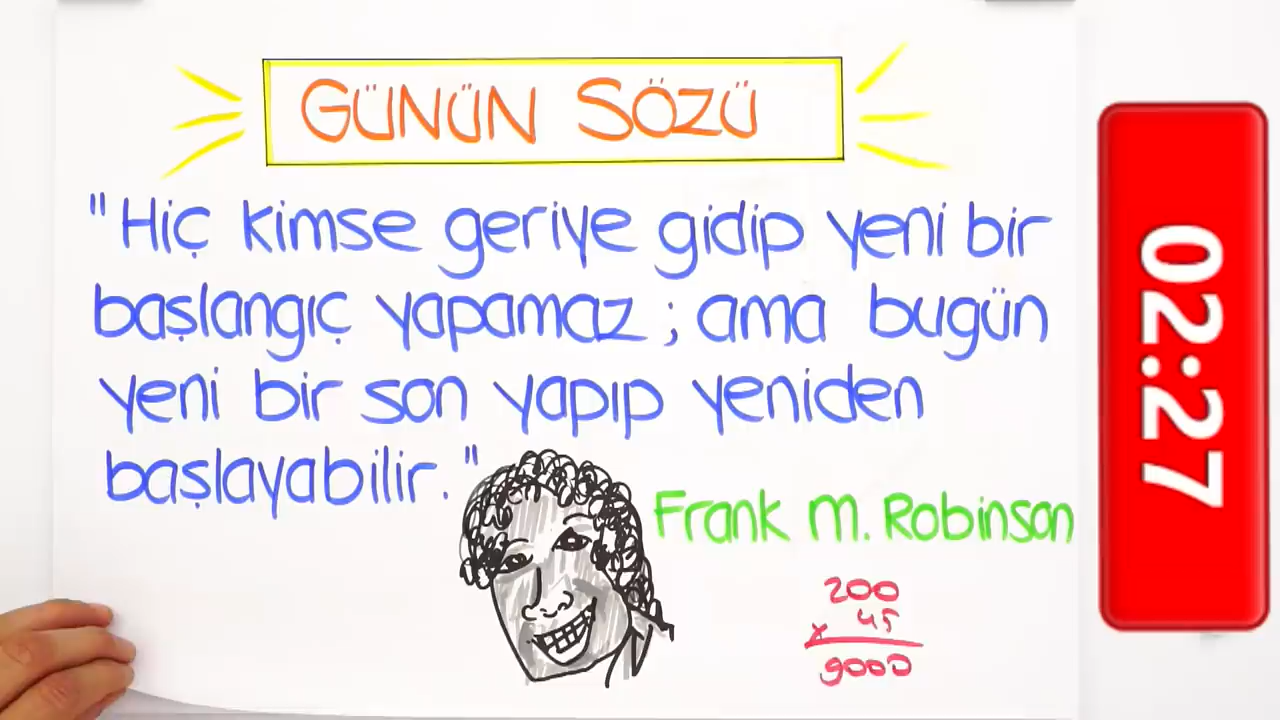 GÜNÜN SÖZÜ
"Hiç kimse geriye gidip yeni bir
başlangıç yapamaz; ama bugün
yeni bir son yapıp yeniden
başlayabilir."
Frank M. Robinson
200
x 45
9000
02:27